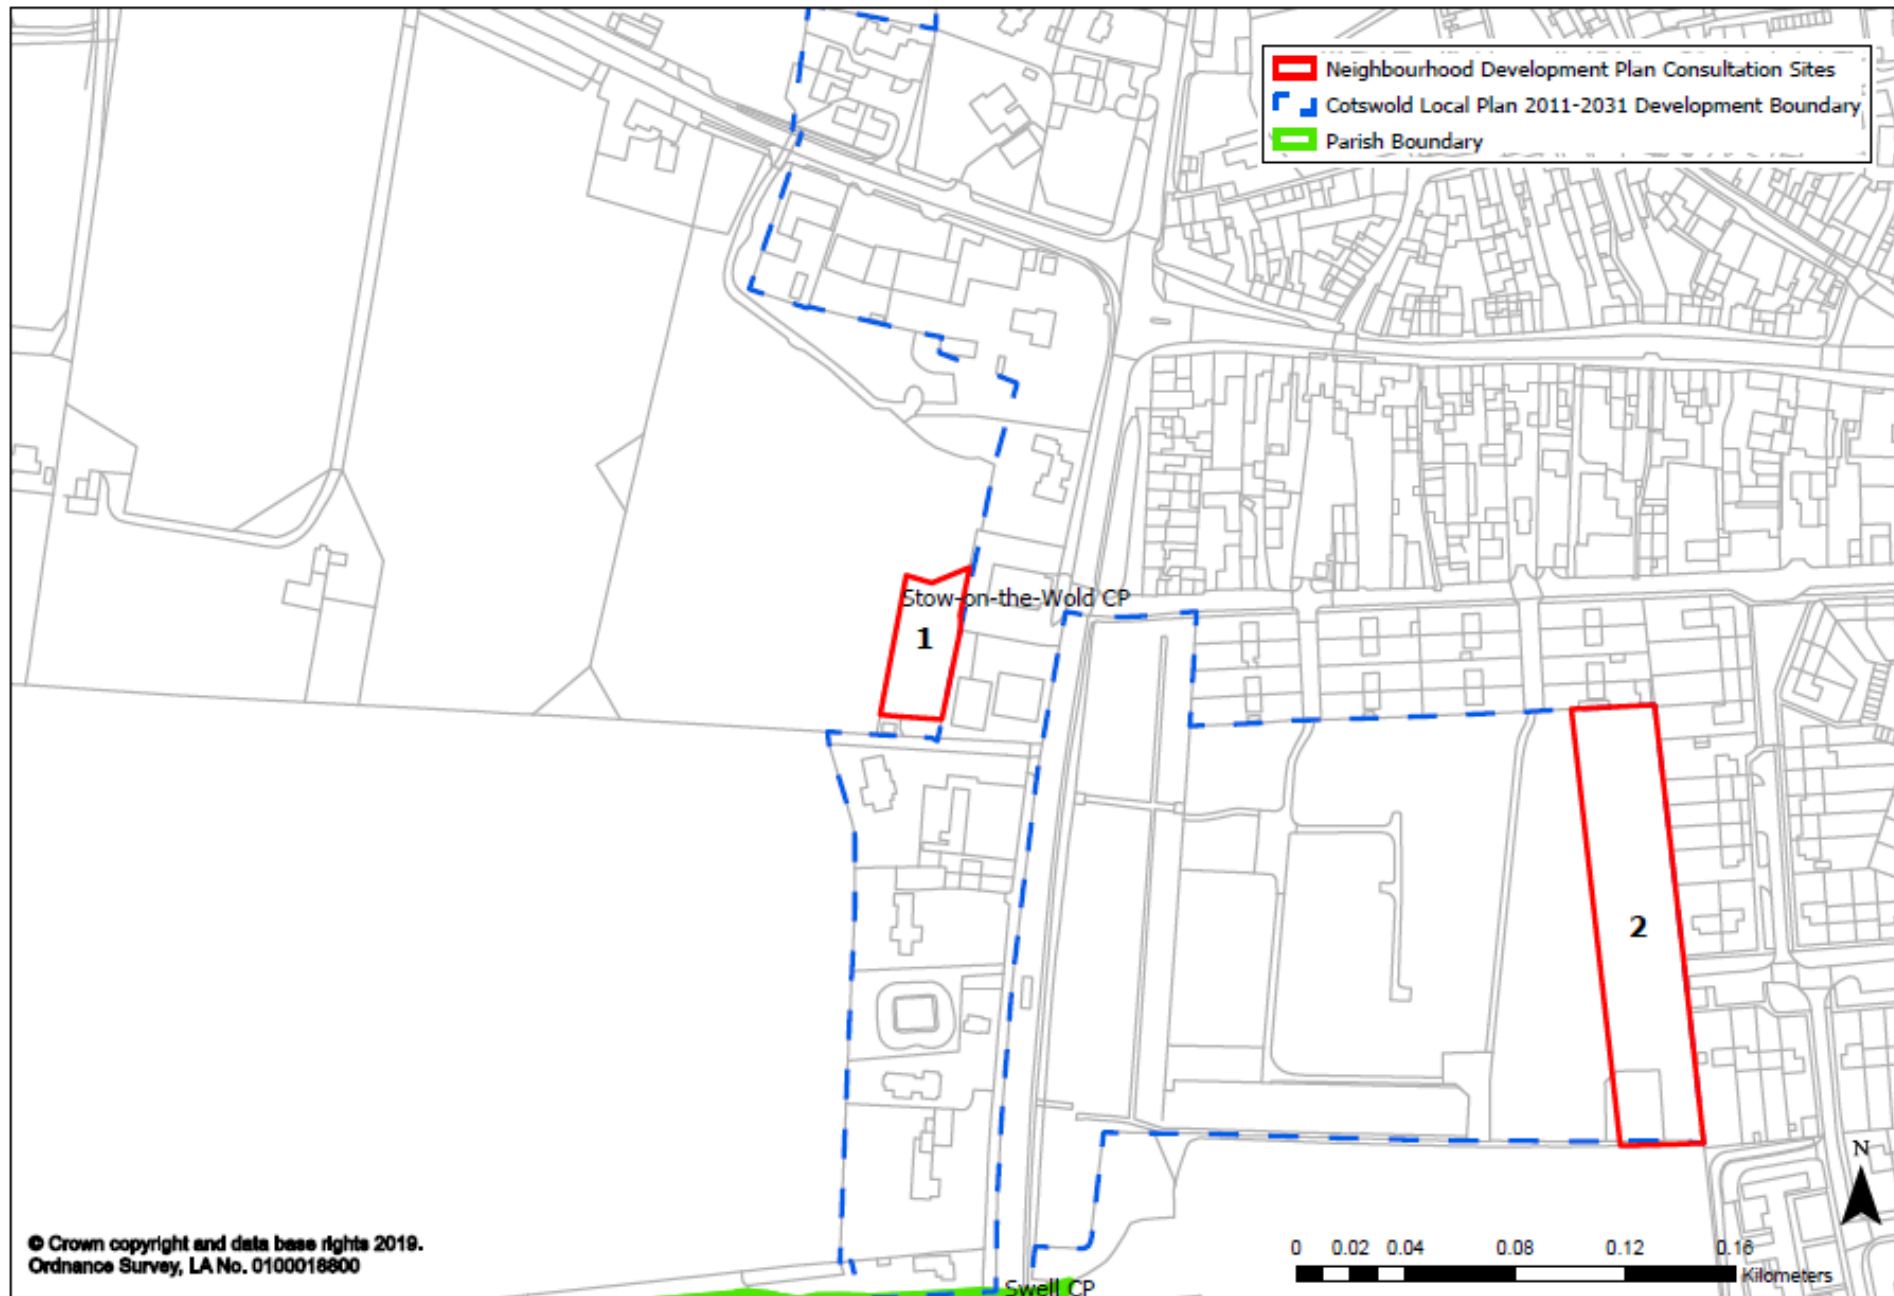 Neighbourhood Development Plan Consultation Sites
Cotswold Local Plan 2011-2031 Development Boundary
Parish Boundary
Stow-on-the-Wold CP
1
2
N
0 0.02 0.04 0.08 0.12 0.16
Kilometers
© Crown copyright and data base rights 2019.
Ordnance Survey, LA No. 0100018800
Swell CP